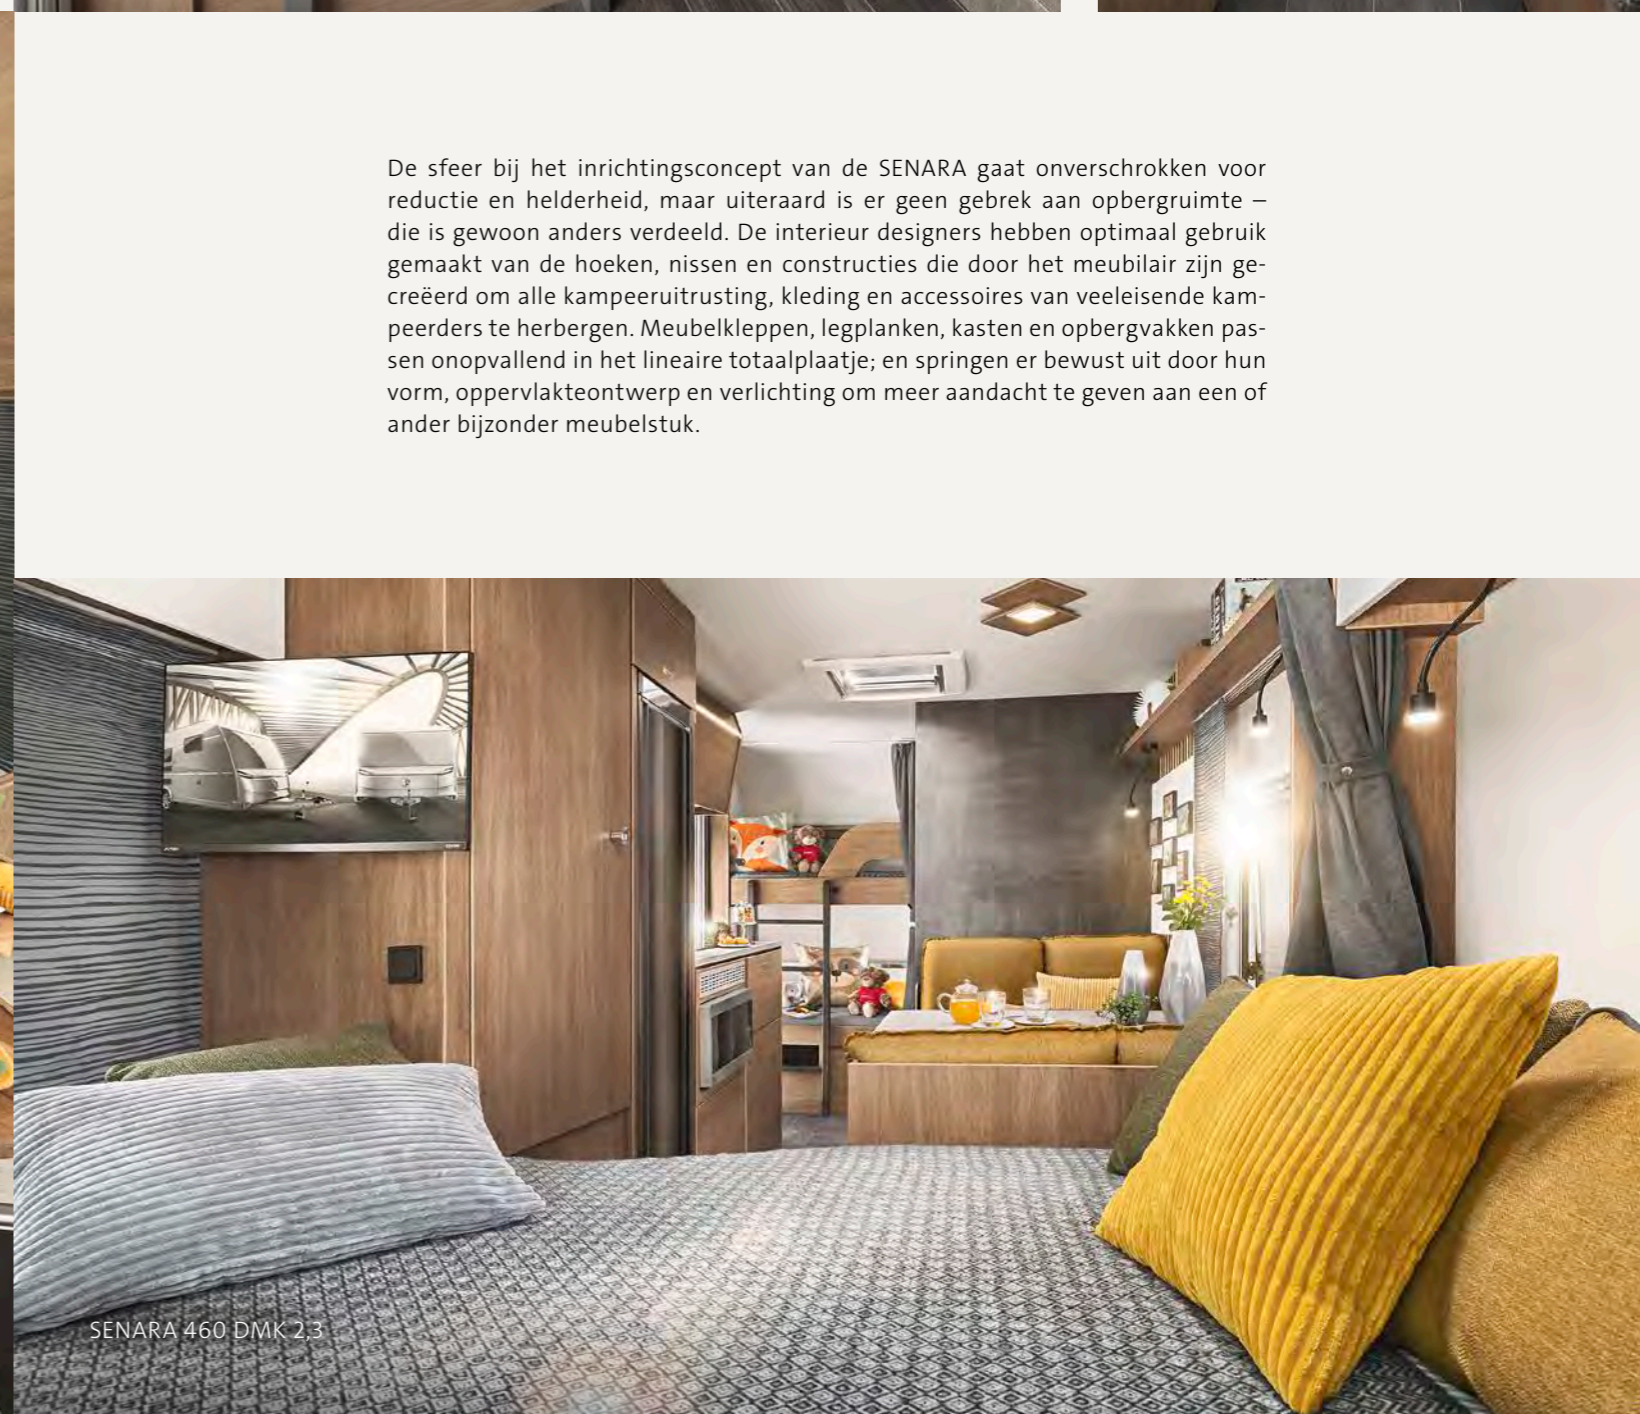 De sfeer bij het inrichtingsconcept van de SENARA gaat onverschrokken voor
reductie en helderheid, maar uiteraard is er geen gebrek aan opbergruimte –
die is gewoon anders verdeeld. De interieur designers hebben optimaal gebruik
gemaakt van de hoeken, nissen en constructies die door het meubilair zijn ge-
creëerd om alle kampeeruitrusting, kleding en accessoires van veeleisende kam-
peerders te herbergen. Meubelkleppen, legplanken, kasten en opbergvakken pas-
sen onopvallend in het lineaire totaalplaatje; en springen er bewust uit door hun
vorm, oppervlakteontwerp en verlichting om meer aandacht te geven aan een of
ander bijzonder meubelstuk.
SENARA 460 DMK 2,3